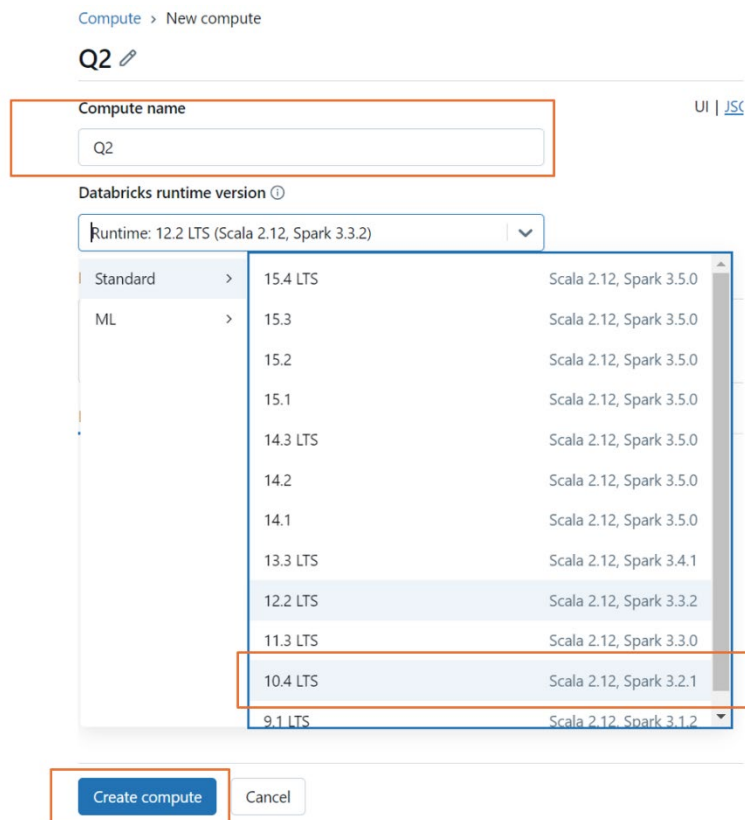 Compute > New compute
Q2
Compute name
UI | JSO
Q2
Databricks runtime version
Runtime: 12.2 LTS (Scala 2.12, Spark 3.3.2)
Standard >
ML >
15.4 LTS Scala 2.12, Spark 3.5.0
15.3 Scala 2.12, Spark 3.5.0
15.2 Scala 2.12, Spark 3.5.0
15.1 Scala 2.12, Spark 3.5.0
14.3 LTS Scala 2.12, Spark 3.5.0
14.2 Scala 2.12, Spark 3.5.0
14.1 Scala 2.12, Spark 3.5.0
13.3 LTS Scala 2.12, Spark 3.4.1
12.2 LTS Scala 2.12, Spark 3.3.2
11.3 LTS Scala 2.12, Spark 3.3.0
10.4 LTS Scala 2.12, Spark 3.2.1
9.1 LTS Scala 2.12, Spark 3.1.2
Create compute
Cancel